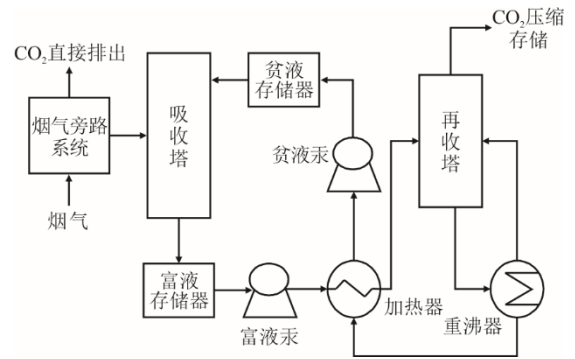 CO₂压缩
存储
CO₂直接排出
烟气旁路
系统
烟气
吸
收
塔
贫液
存储器
贫液汞
再
收
塔
富液
存储器
富液汞
加热器
重沸器